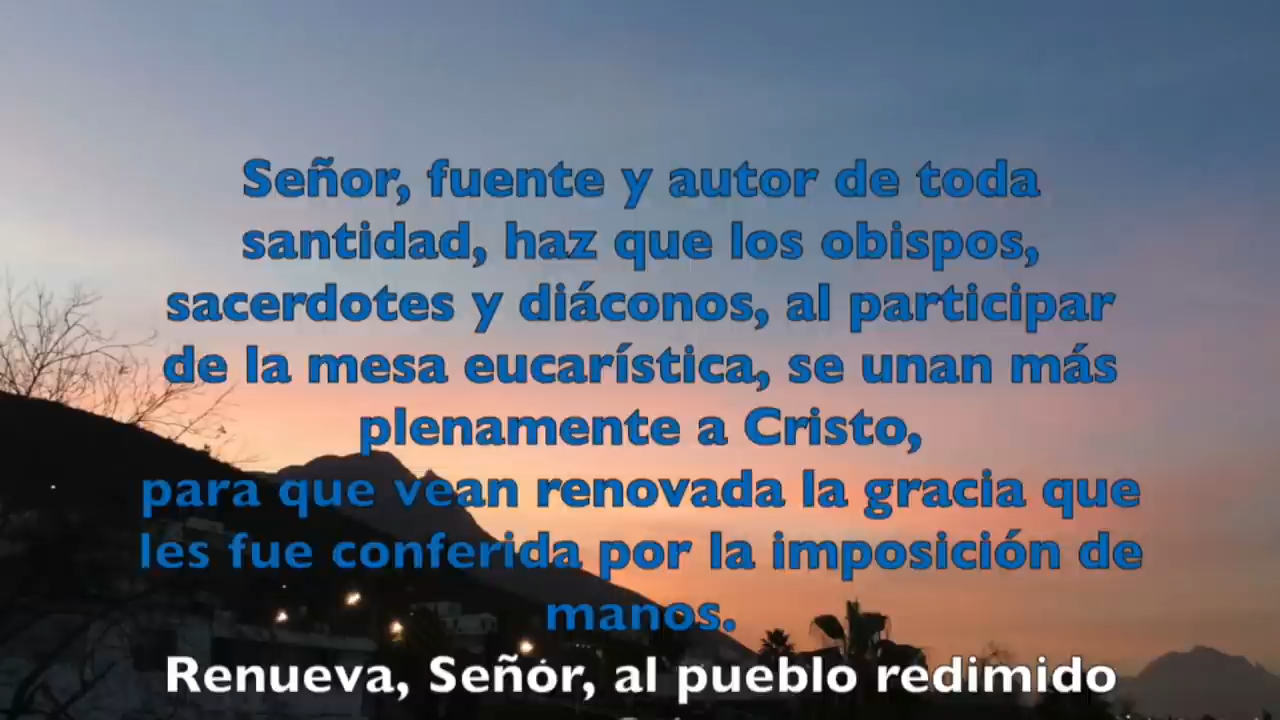 Señor, fuente y autor de toda
santidad, haz que los obispos,
sacerdotes y diáconos, al participar
de la mesa eucarística, se unan más
plenamente a Cristo,
para que vean renovada la gracia que
les fue conferida por la imposición de
manos.
Renueva, Señor, al pueblo redimido